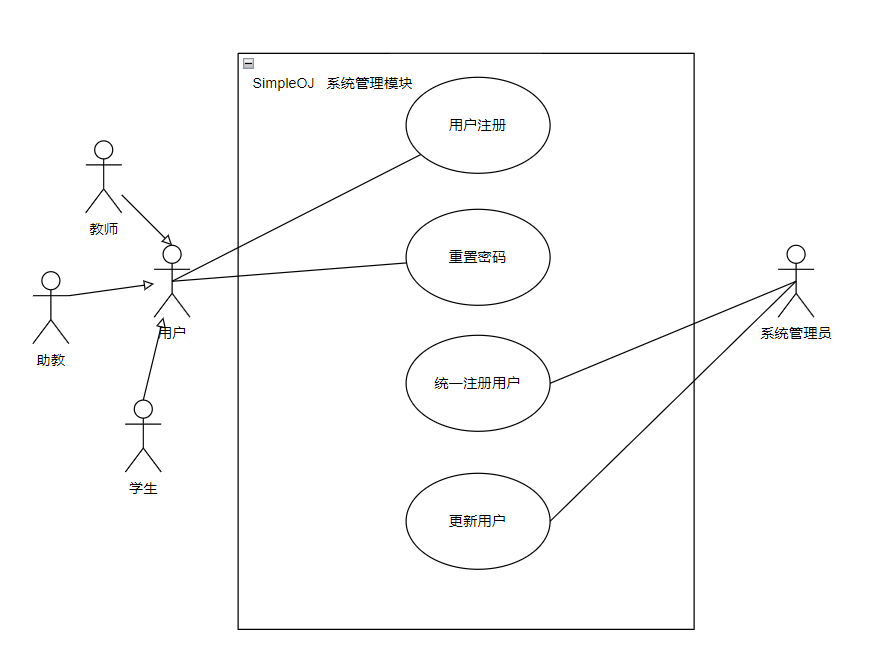 SimpleOJ 系统管理模块
用户注册
教师
重置密码
用户
系统管理员
助教
统一注册用户
学生
更新用户